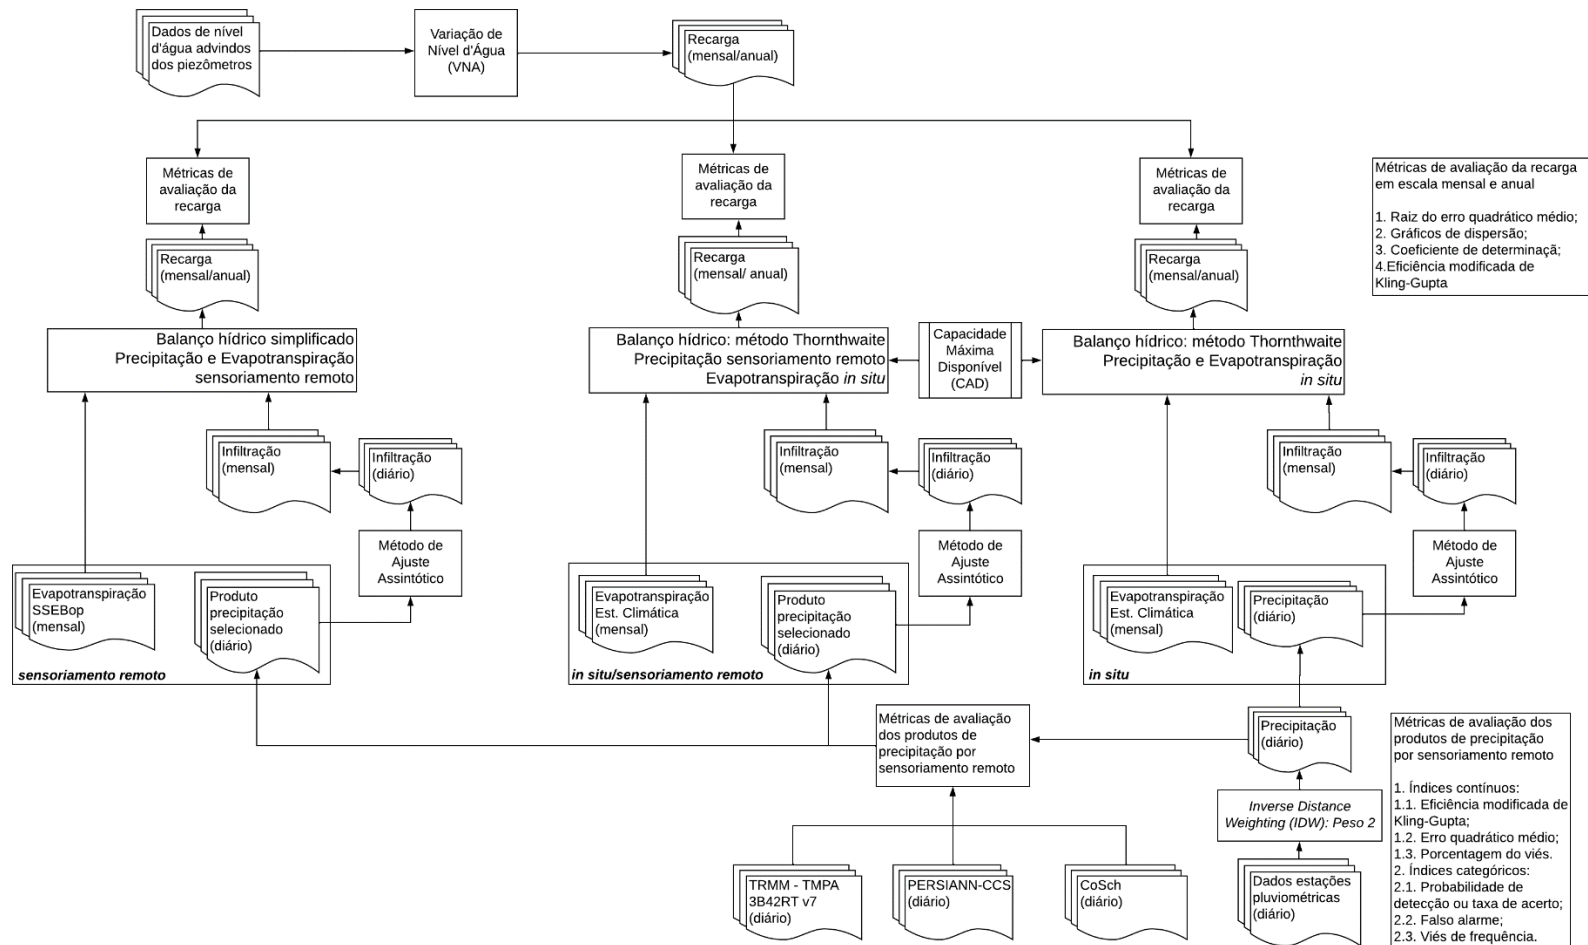 Dados de nível
d'água advindos
dos piezômetros
Variação de
Nível d'Água
(VNA)
Recarga
(mensal/anual)
Métricas de
avaliação da
recarga
Métricas de
avaliação da
recarga
Métricas de
avaliação da
recarga
Métricas de avaliação da recarga
em escala mensal e anual
1. Raiz do erro quadrático médio;
2. Gráficos de dispersão;
3. Coeficiente de determinaçã;
4.Eficiência modificada de
Kling-Gupta
Recarga
(mensal/anual)
Recarga
(mensal/ anual)
Recarga
(mensal/anual)
Balanço hídrico simplificado
Precipitação e Evapotranspiração
sensoriamento remoto
Balanço hídrico: método Thornthwaite
Precipitação sensoriamento remoto
Evapotranspiração in situ
Capacidade
Máxima
Disponível
(CAD)
Balanço hídrico: método Thornthwaite
Precipitação e Evapotranspiração
in situ
Infiltração
(mensal)
Infiltração
(diário)
Infiltração
(mensal)
Infiltração
(diário)
Infiltração
(mensal)
Infiltração
(diário)
Método de
Ajuste
Assintótico
Método de
Ajuste
Assintótico
Método de
Ajuste
Assintótico
Evapotranspiração
SSEBop
(mensal)
Produto
precipitação
selecionado
(diário)
sensoriamento remoto
Evapotranspiração
Est. Climática
(mensal)
Produto
precipitação
selecionado
(diário)
in situ/sensoriamento remoto
Evapotranspiração
Est. Climática
(mensal)
Precipitação
(diário)
in situ
Métricas de avaliação
dos produtos de
precipitação por
sensoriamento remoto
Precipitação
(diário)
Inverse Distance
Weighting (IDW): Peso 2
TRMM - TMPA
3B42RT v7
(diário)
PERSIANN-CCS
(diário)
CoSch
(diário)
Dados estações
pluviométricas
(diário)
Métricas de avaliação dos
produtos de precipitação
por sensoriamento remoto
1. Índices contínuos:
1.1. Eficiência modificada de
Kling-Gupta;
1.2. Erro quadrático médio;
1.3. Porcentagem do viés.
2. Índices categóricos:
2.1. Probabilidade de
detecção ou taxa de acerto;
2.2. Falso alarme;
2.3. Viés de frequência.